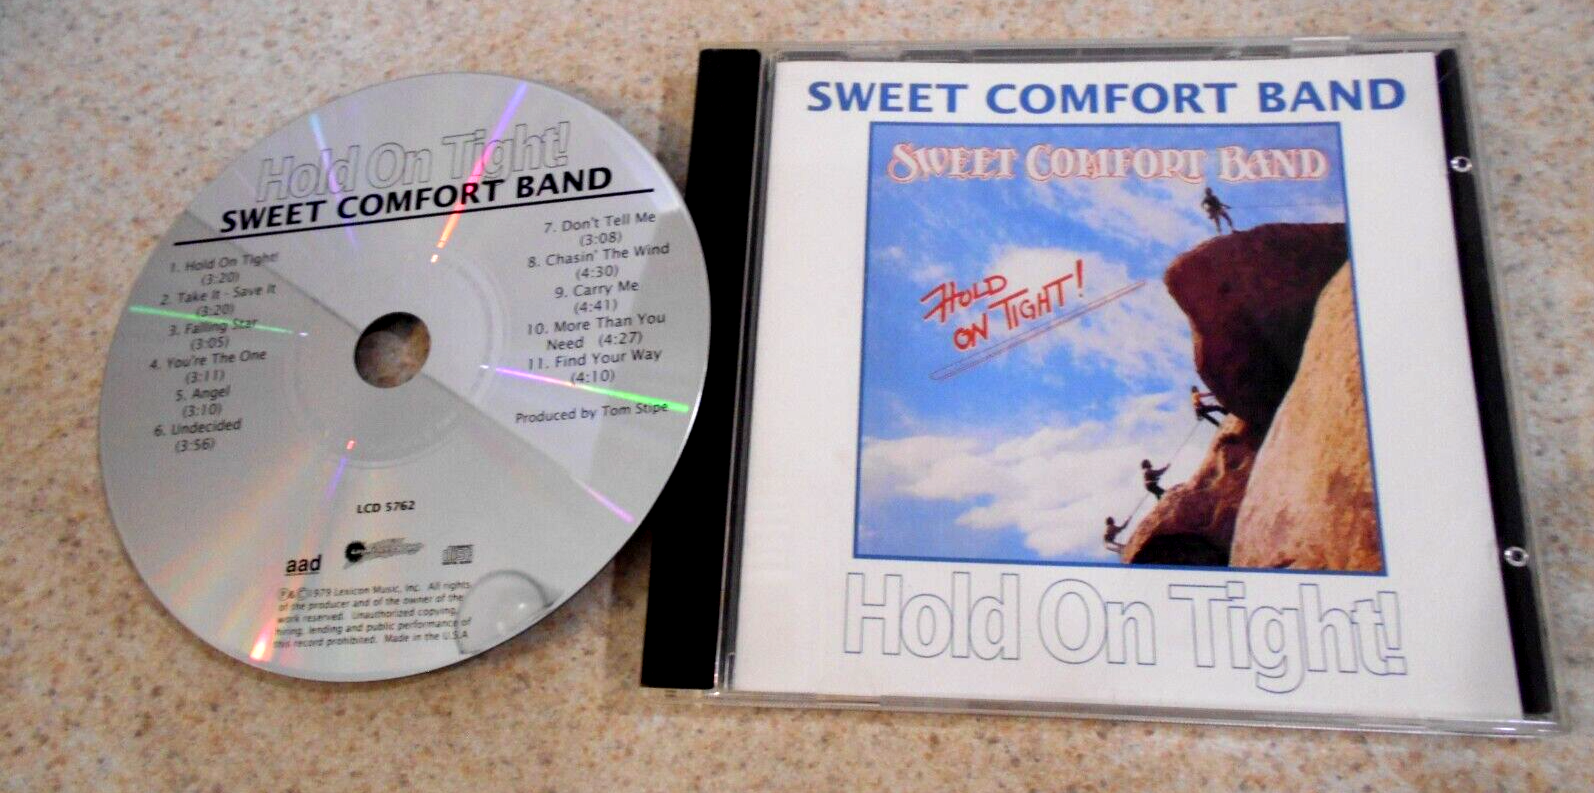 Hold On Tight!
SWEET COMFORT BAND
1. Hold On Tight!
(3:20)
2. Take It - Save It
(3:20)
3. Falling Star
(3:05)
4. You're The One
(3:11)
5. Angel
(3:10)
6. Undecided
(3:56)
7. Don't Tell Me
(3:08)
8. Chasin' The Wind
(4:30)
9. Carry Me
(4:41)
10. More Than You
Need (4:27)
11. Find Your Way
(4:10)
Produced by Tom Stipe
LCD 5762
aad
℗&©1979 Lexicon Music, Inc. All rights
of the producer and of the owner of the
work reserved. Unauthorized copying,
hiring, lending and public performance of
this record prohibited. Made in the U.S.A
SWEET COMFORT BAND
SWEET COMFORT BAND
HOLD
ON TIGHT!
Hold On Tight!